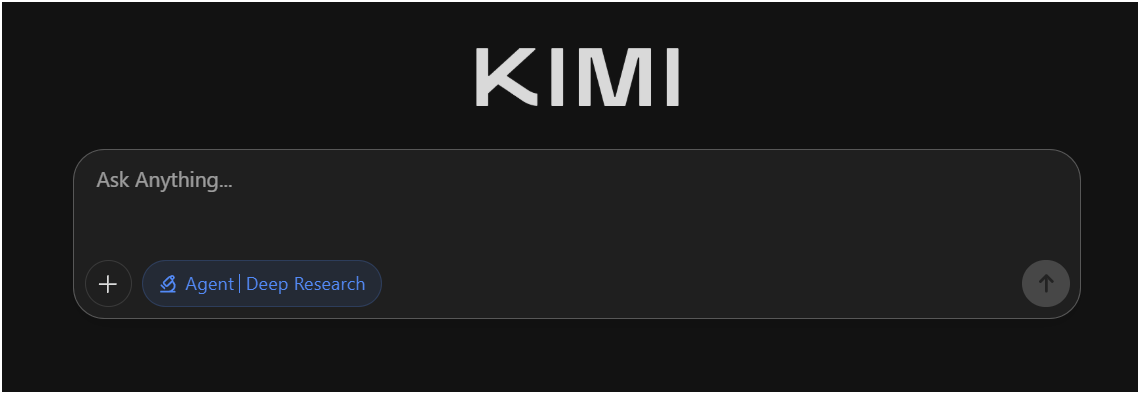 KIMI
Ask Anything...
Agent | Deep Research